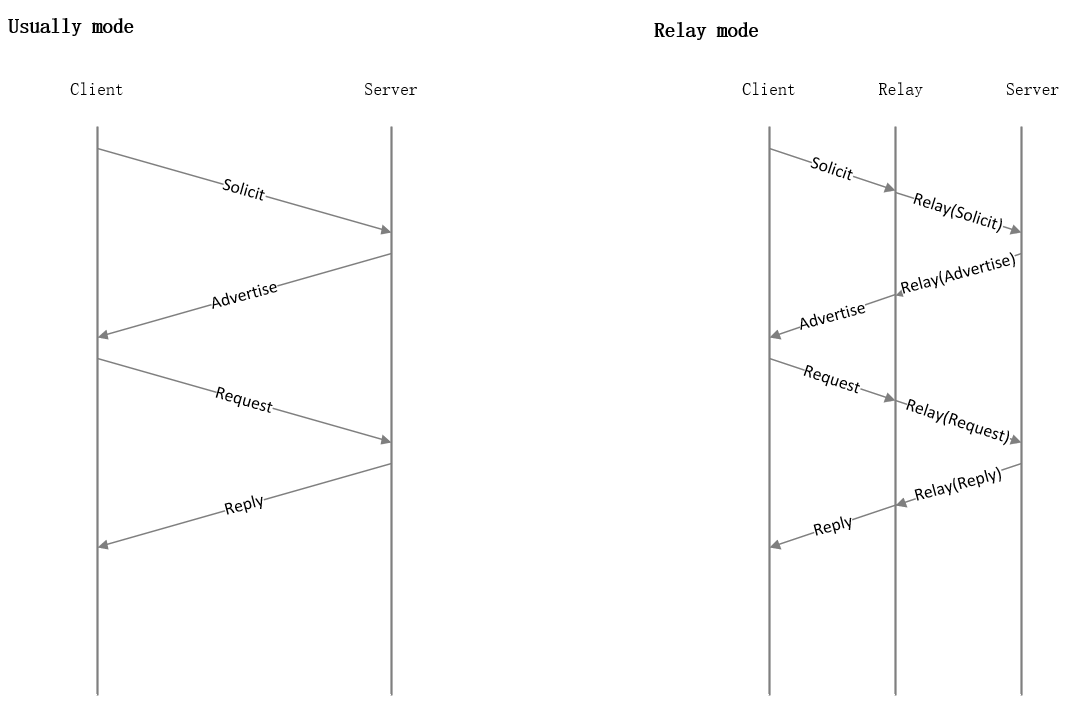 Usually mode
Client Server
Solicit
Advertise
Request
Reply
Relay mode
Client Relay Server
Solicit
Relay(Solicit)
Relay(Advertise)
Advertise
Request
Relay(Request)
Relay(Reply)
Reply